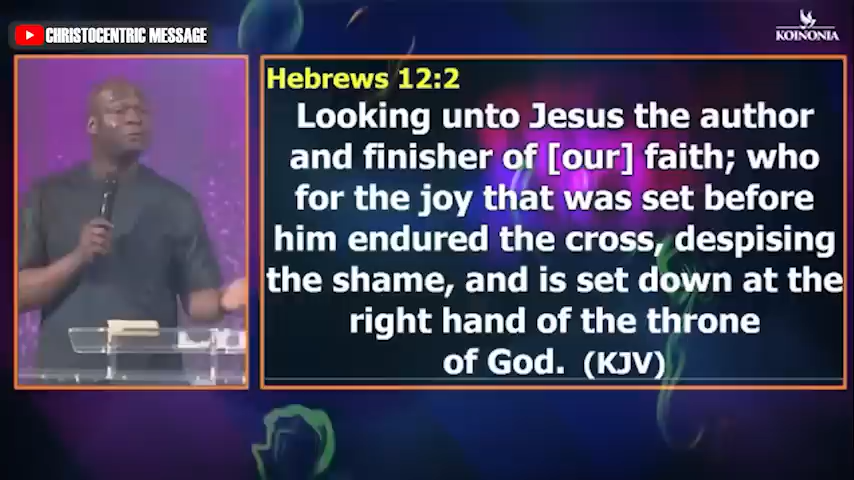 CHRISTOCENTRIC MESSAGE
KOINONIA
Hebrews 12:2
Looking unto Jesus the author
and finisher of [our] faith; who
for the joy that was set before
him endured the cross, despising
the shame, and is set down at the
right hand of the throne
of God. (KJV)